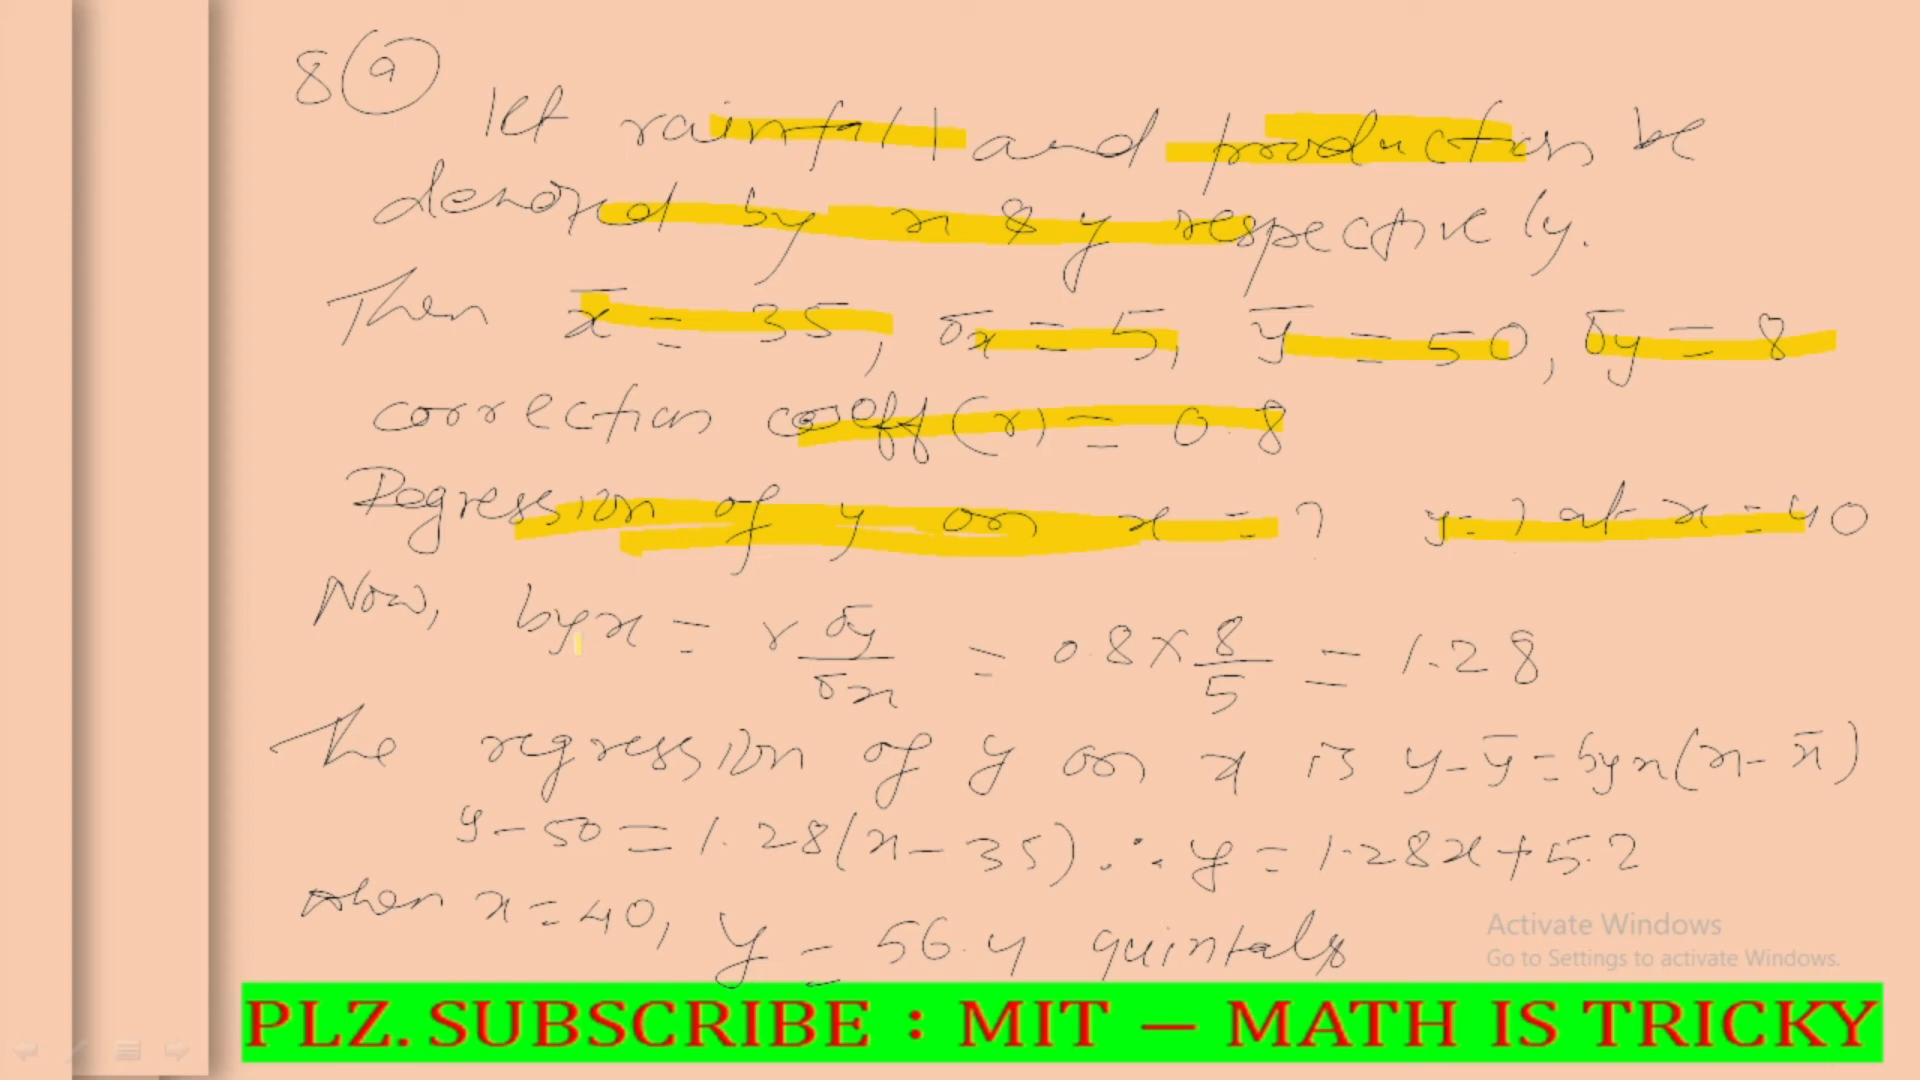 8 (a)
let rainfall and production be
denoted by x & y respectively.
Then x̄ = 35, σx = 5, ȳ = 50, σy = 8
correction coeff (r) = 0.8
Regression of y on x = ? y = ? at x = 40
Now, byx = r σy/σx = 0.8 × 8/5 = 1.28
The regression of y on x is y - ȳ = byx (x - x̄)
y - 50 = 1.28 (x - 35) ∴ y = 1.28x + 5.2
when x = 40, y = 56.4 quintals
Activate Windows
Go to Settings to activate Windows.
PLZ. SUBSCRIBE : MIT – MATH IS TRICKY